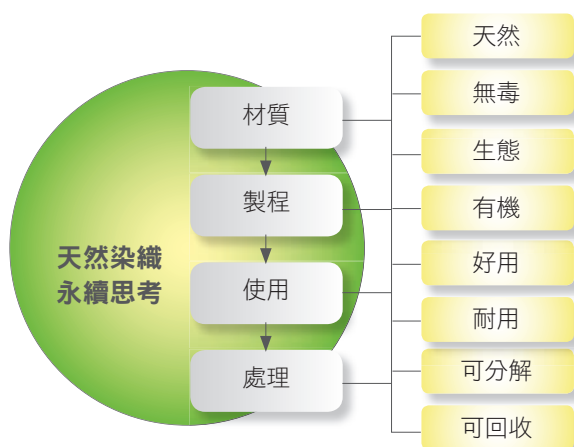 天然染織
永續思考
材質
製程
使用
處理
天然
無毒
生態
有機
好用
耐用
可分解
可回收